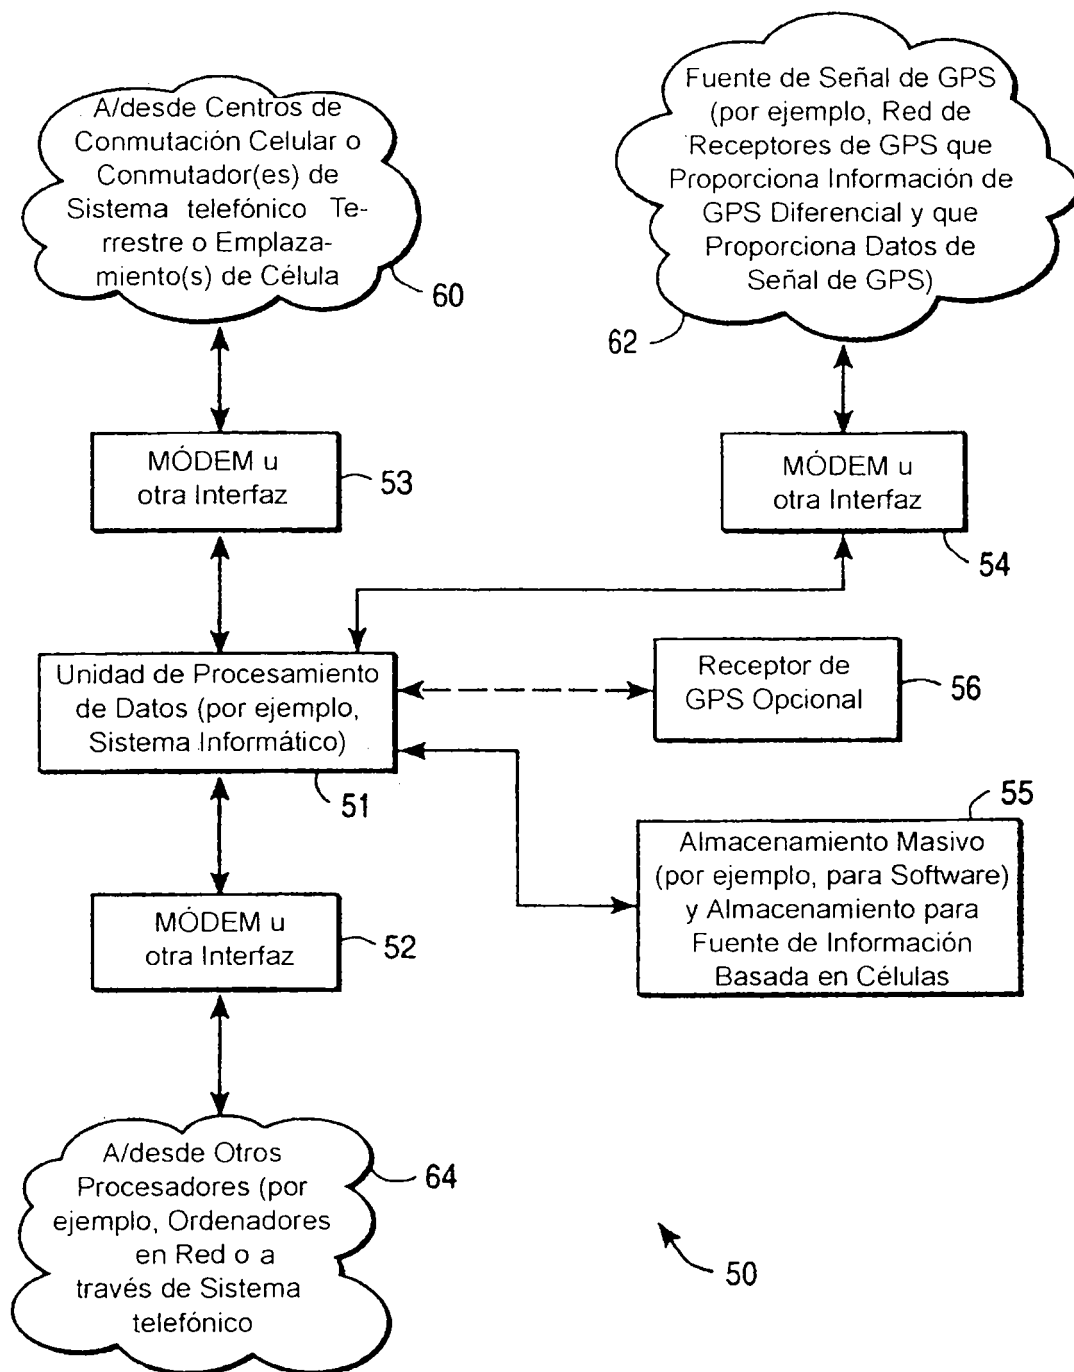 A/desde Centros de
Conmutación Celular o
Conmutador(es) de
Sistema telefónico Te-
rrestre o Emplaza-
miento(s) de Célula
60
Fuente de Señal de GPS
(por ejemplo, Red de
Receptores de GPS que
Proporciona Información de
GPS Diferencial y que
Proporciona Datos de
Señal de GPS)
62
MÓDEM u
otra Interfaz
53
MÓDEM u
otra Interfaz
54
Unidad de Procesamiento
de Datos (por ejemplo,
Sistema Informático)
51
Receptor de
GPS Opcional
56
55
Almacenamiento Masivo
(por ejemplo, para Software)
y Almacenamiento para
Fuente de Información
Basada en Células
MÓDEM u
otra Interfaz
52
A/desde Otros
Procesadores (por
ejemplo, Ordenadores
en Red o a
través de Sistema
telefónico
64
50